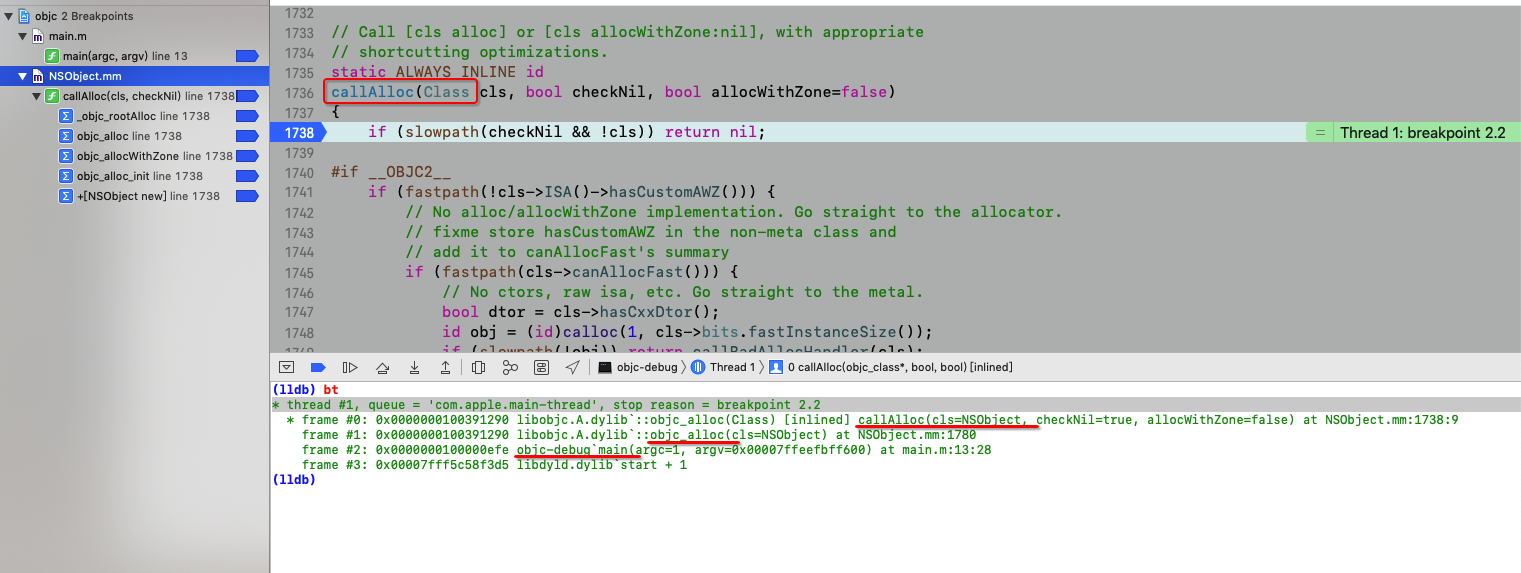 objc 2 Breakpoints
main.m
main(argc, argv) line 13
NSObject.mm
callAlloc(cls, checkNil) line 1738
_objc_rootAlloc line 1738
objc_alloc line 1738
objc_allocWithZone line 1738
objc_alloc_init line 1738
+[NSObject new] line 1738
1732
1733 // Call [cls alloc] or [cls allocWithZone:nil], with appropriate
1734 // shortcutting optimizations.
1735 static ALWAYS_INLINE id
1736 callAlloc(Class cls, bool checkNil, bool allocWithZone=false)
1737 {
1738 if (slowpath(checkNil && !cls)) return nil; = Thread 1: breakpoint 2.2
1739
1740 #if __OBJC2__
1741 if (fastpath(!cls->ISA()->hasCustomAWZ())) {
1742 // No alloc/allocWithZone implementation. Go straight to the allocator.
1743 // fixme store hasCustomAWZ in the non-meta class and
1744 // add it to canAllocFast's summary
1745 if (fastpath(cls->canAllocFast())) {
1746 // No ctors, raw isa, etc. Go straight to the metal.
1747 bool dtor = cls->hasCxxDtor();
1748 id obj = (id)calloc(1, cls->bits.fastInstanceSize());
1749 if (slowpath(!obj)) return callBadAllocHandler(cls);
objc-debug 〉 Thread 1 〉 0 callAlloc(objc_class*, bool, bool) [inlined]
(lldb) bt
* thread #1, queue = 'com.apple.main-thread', stop reason = breakpoint 2.2
* frame #0: 0x0000000100391290 libobjc.A.dylib`::objc_alloc(Class) [inlined] callAlloc(cls=NSObject, checkNil=true, allocWithZone=false) at NSObject.mm:1738:9
frame #1: 0x0000000100391290 libobjc.A.dylib`::objc_alloc(cls=NSObject) at NSObject.mm:1780
frame #2: 0x0000000100000efe objc-debug`main(argc=1, argv=0x00007ffeefbff600) at main.m:13:28
frame #3: 0x00007fff5c58f3d5 libdyld.dylib`start + 1
(lldb)